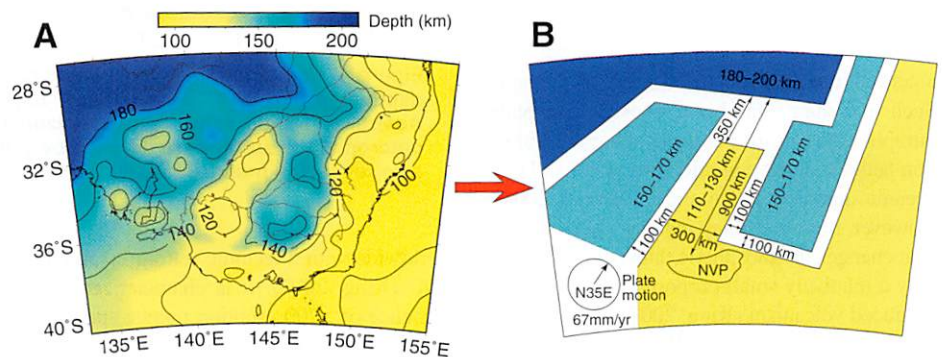 Depth (km)
100 150 200
A
28°S
32°S
36°S
40°S
135°E 140°E 145°E 150°E 155°E
180
160
140
120
140
120
100
B
180–200 km
350 km
150–170 km
110–130 km
900 km
150–170 km
100 km
100 km
300 km
100 km
NVP
N35E
Plate
motion
67mm/yr